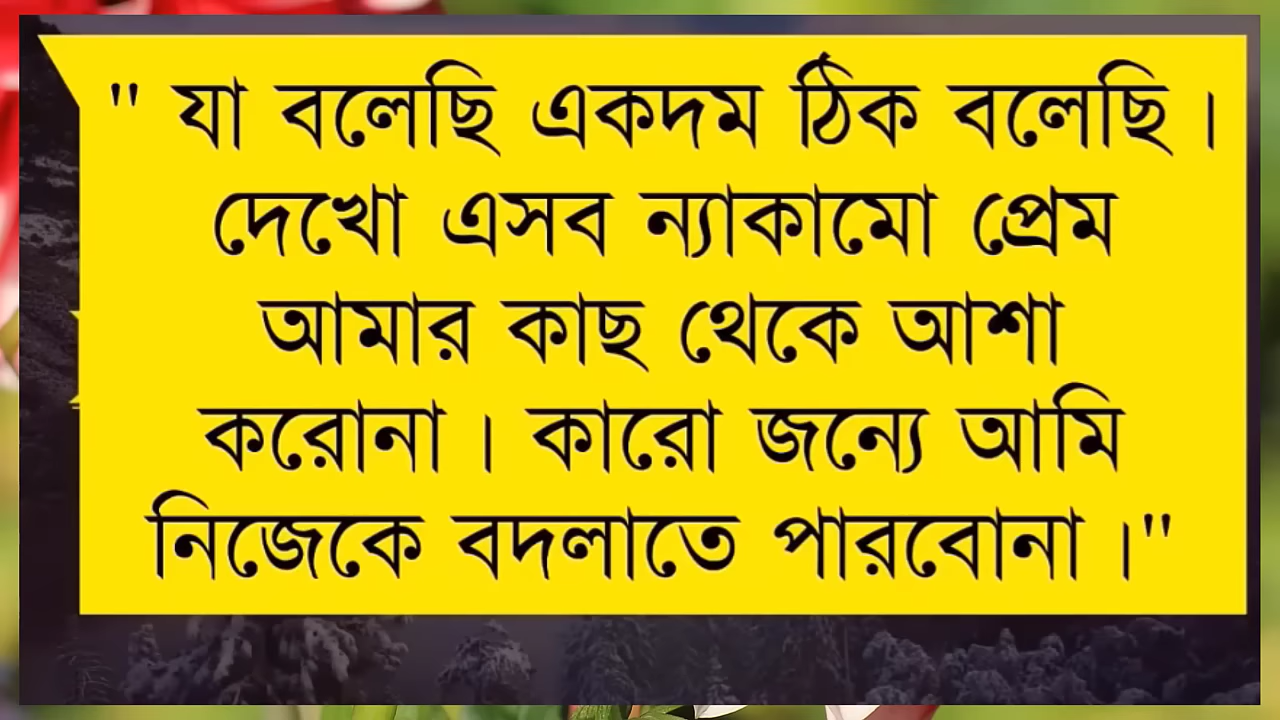 " যা বলেছি একদম ঠিক বলেছি ।
দেখো এসব ন্যাকামো প্রেম
আমার কাছ থেকে আশা
করোনা । কারো জন্যে আমি
নিজেকে বদলাতে পারবোনা ।"